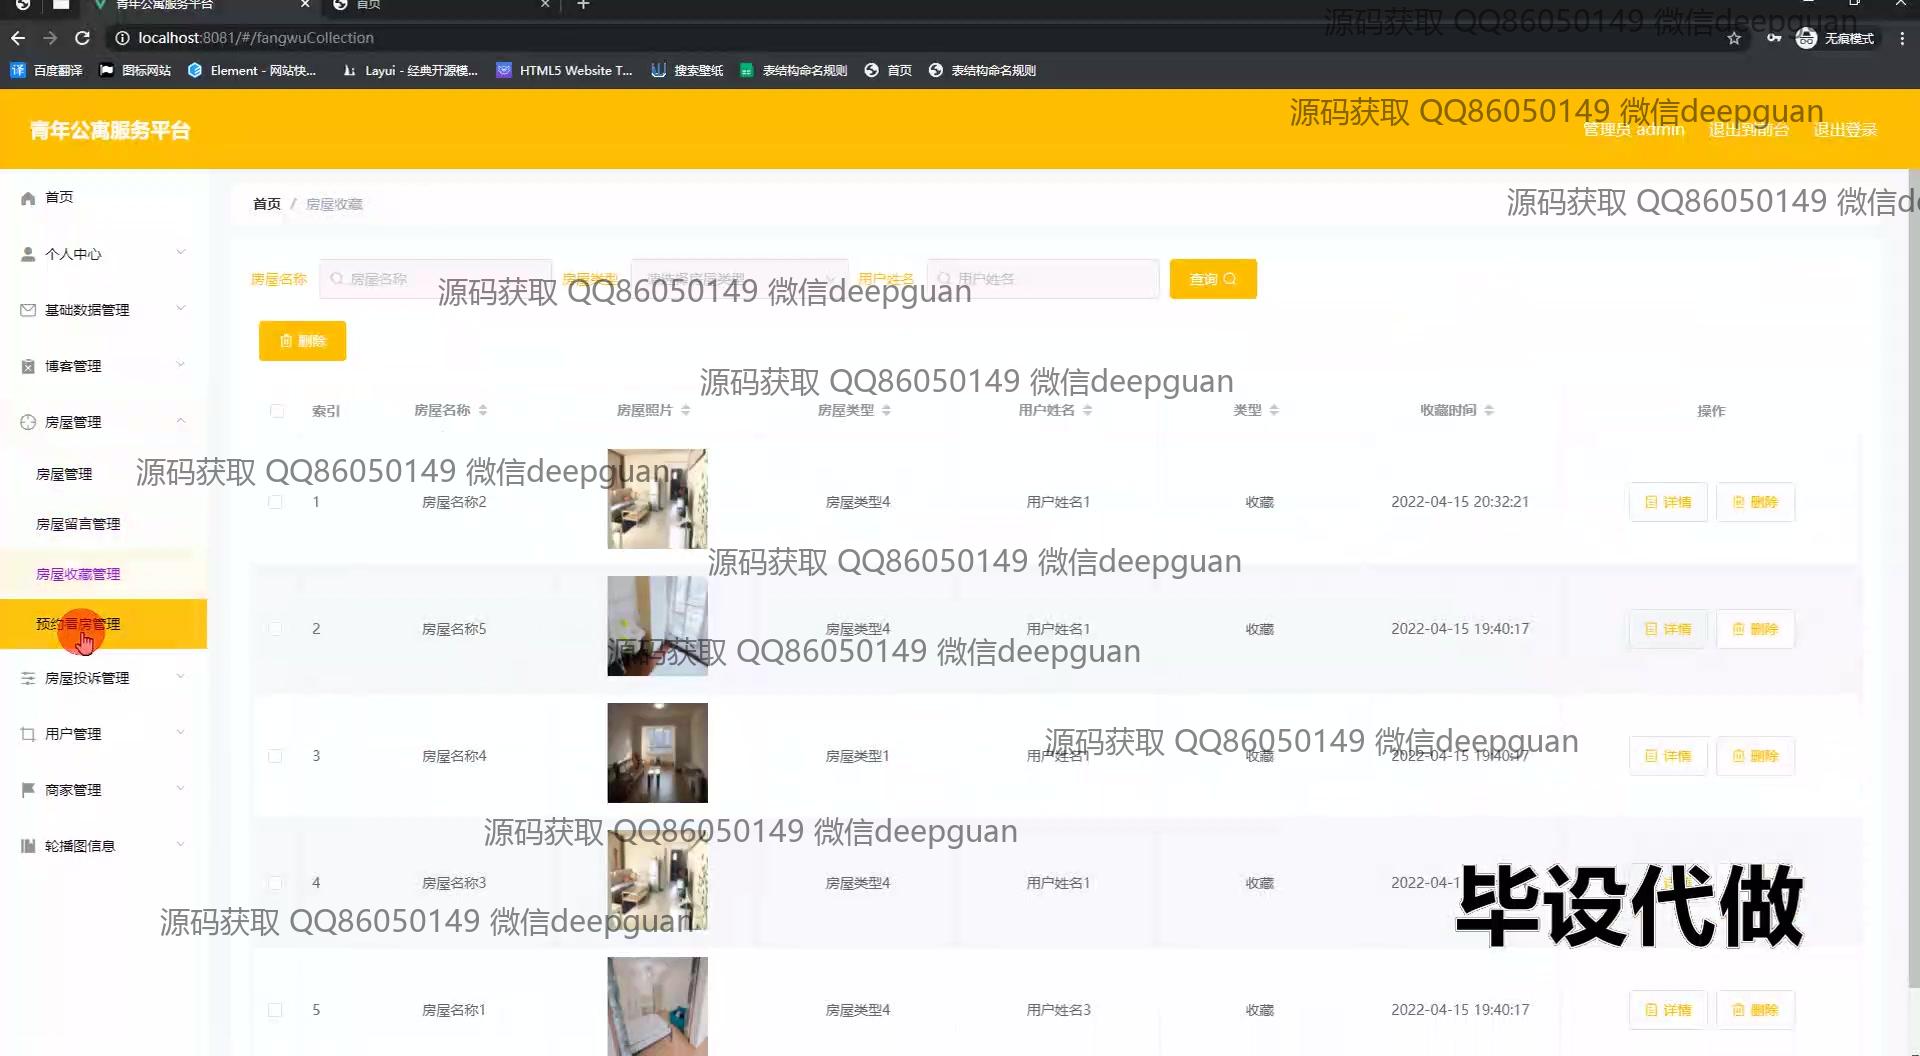 青年公寓服务平台
首页
localhost:8081/#/fangwuCollection
无痕模式
百度翻译
图标网站
Element - 网站快...
Layui - 经典开源模...
HTML5 Website T...
搜索壁纸
表结构命名规则
首页
表结构命名规则
源码获取 QQ86050149 微信deepguan
青年公寓服务平台
源码获取 QQ86050149 微信deepguan
管理员 admin
退出到前台
退出登录
首页
个人中心
基础数据管理
博客管理
房屋管理
房屋管理
房屋留言管理
房屋收藏管理
预约看房管理
房屋投诉管理
用户管理
商家管理
轮播图信息
首页 / 房屋收藏
源码获取 QQ86050149 微信d
房屋名称
房屋名称
房屋类型
请选择房屋类型
用户姓名
用户姓名
查询
源码获取 QQ86050149 微信deepguan
删除
源码获取 QQ86050149 微信deepguan
索引 房屋名称 房屋照片 房屋类型 用户姓名 类型 收藏时间 操作
源码获取 QQ86050149 微信deepguan
1 房屋名称2 房屋类型4 用户姓名1 收藏 2022-04-15 20:32:21 详情 删除
源码获取 QQ86050149 微信deepguan
2 房屋名称5 房屋类型4 用户姓名1 收藏 2022-04-15 19:40:17 详情 删除
源码获取 QQ86050149 微信deepguan
源码获取 QQ86050149 微信deepguan
3 房屋名称4 房屋类型1 用户姓名1 收藏 2022-04-15 19:40:17 详情 删除
源码获取 QQ86050149 微信deepguan
4 房屋名称3 房屋类型4 用户姓名1 收藏 2022-04-1
毕设代做
源码获取 QQ86050149 微信deepguan
5 房屋名称1 房屋类型4 用户姓名3 收藏 2022-04-15 19:40:17 详情 删除